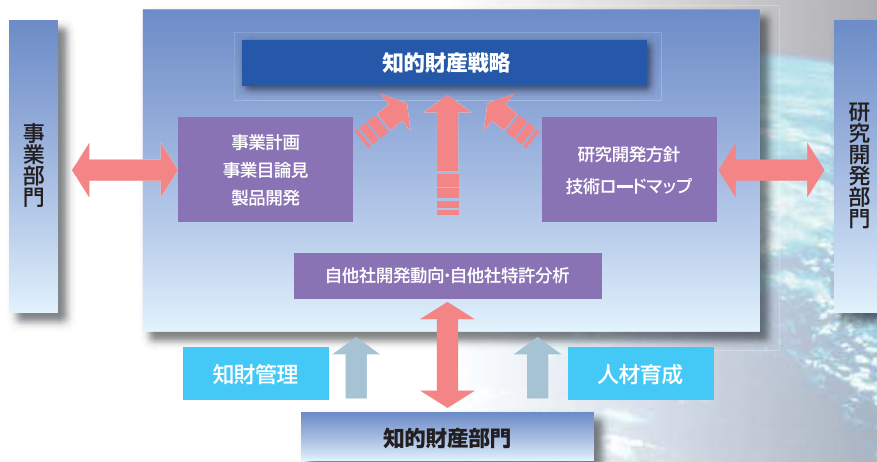 知的財産戦略
事業部門
事業計画
事業目論見
製品開発
研究開発方針
技術ロードマップ
研究開発部門
自他社開発動向・自他社特許分析
知財管理
人材育成
知的財産部門